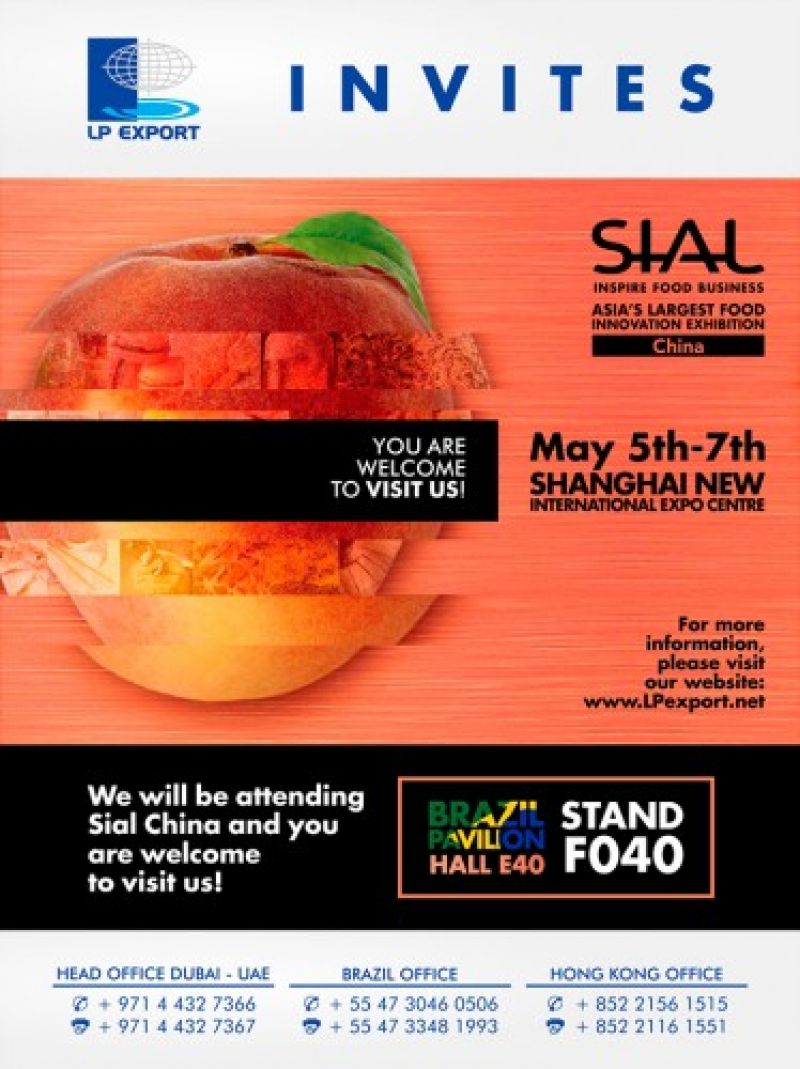 LP EXPORT
INVITES
SIAL
INSPIRE FOOD BUSINESS
ASIA'S LARGEST FOOD
INNOVATION EXHIBITION
China
YOU ARE
WELCOME
TO VISIT US!
May 5th-7th
SHANGHAI NEW
INTERNATIONAL EXPO CENTRE
For more
information,
please visit
our website:
www.LPexport.net
We will be attending
Sial China and you
are welcome
to visit us!
BRAZIL
PAVILION
HALL E40
STAND
F040
HEAD OFFICE DUBAI - UAE
+ 971 4 432 7366
+ 971 4 432 7367
BRAZIL OFFICE
+ 55 47 3046 0506
+ 55 47 3348 1993
HONG KONG OFFICE
+ 852 2156 1515
+ 852 2116 1551